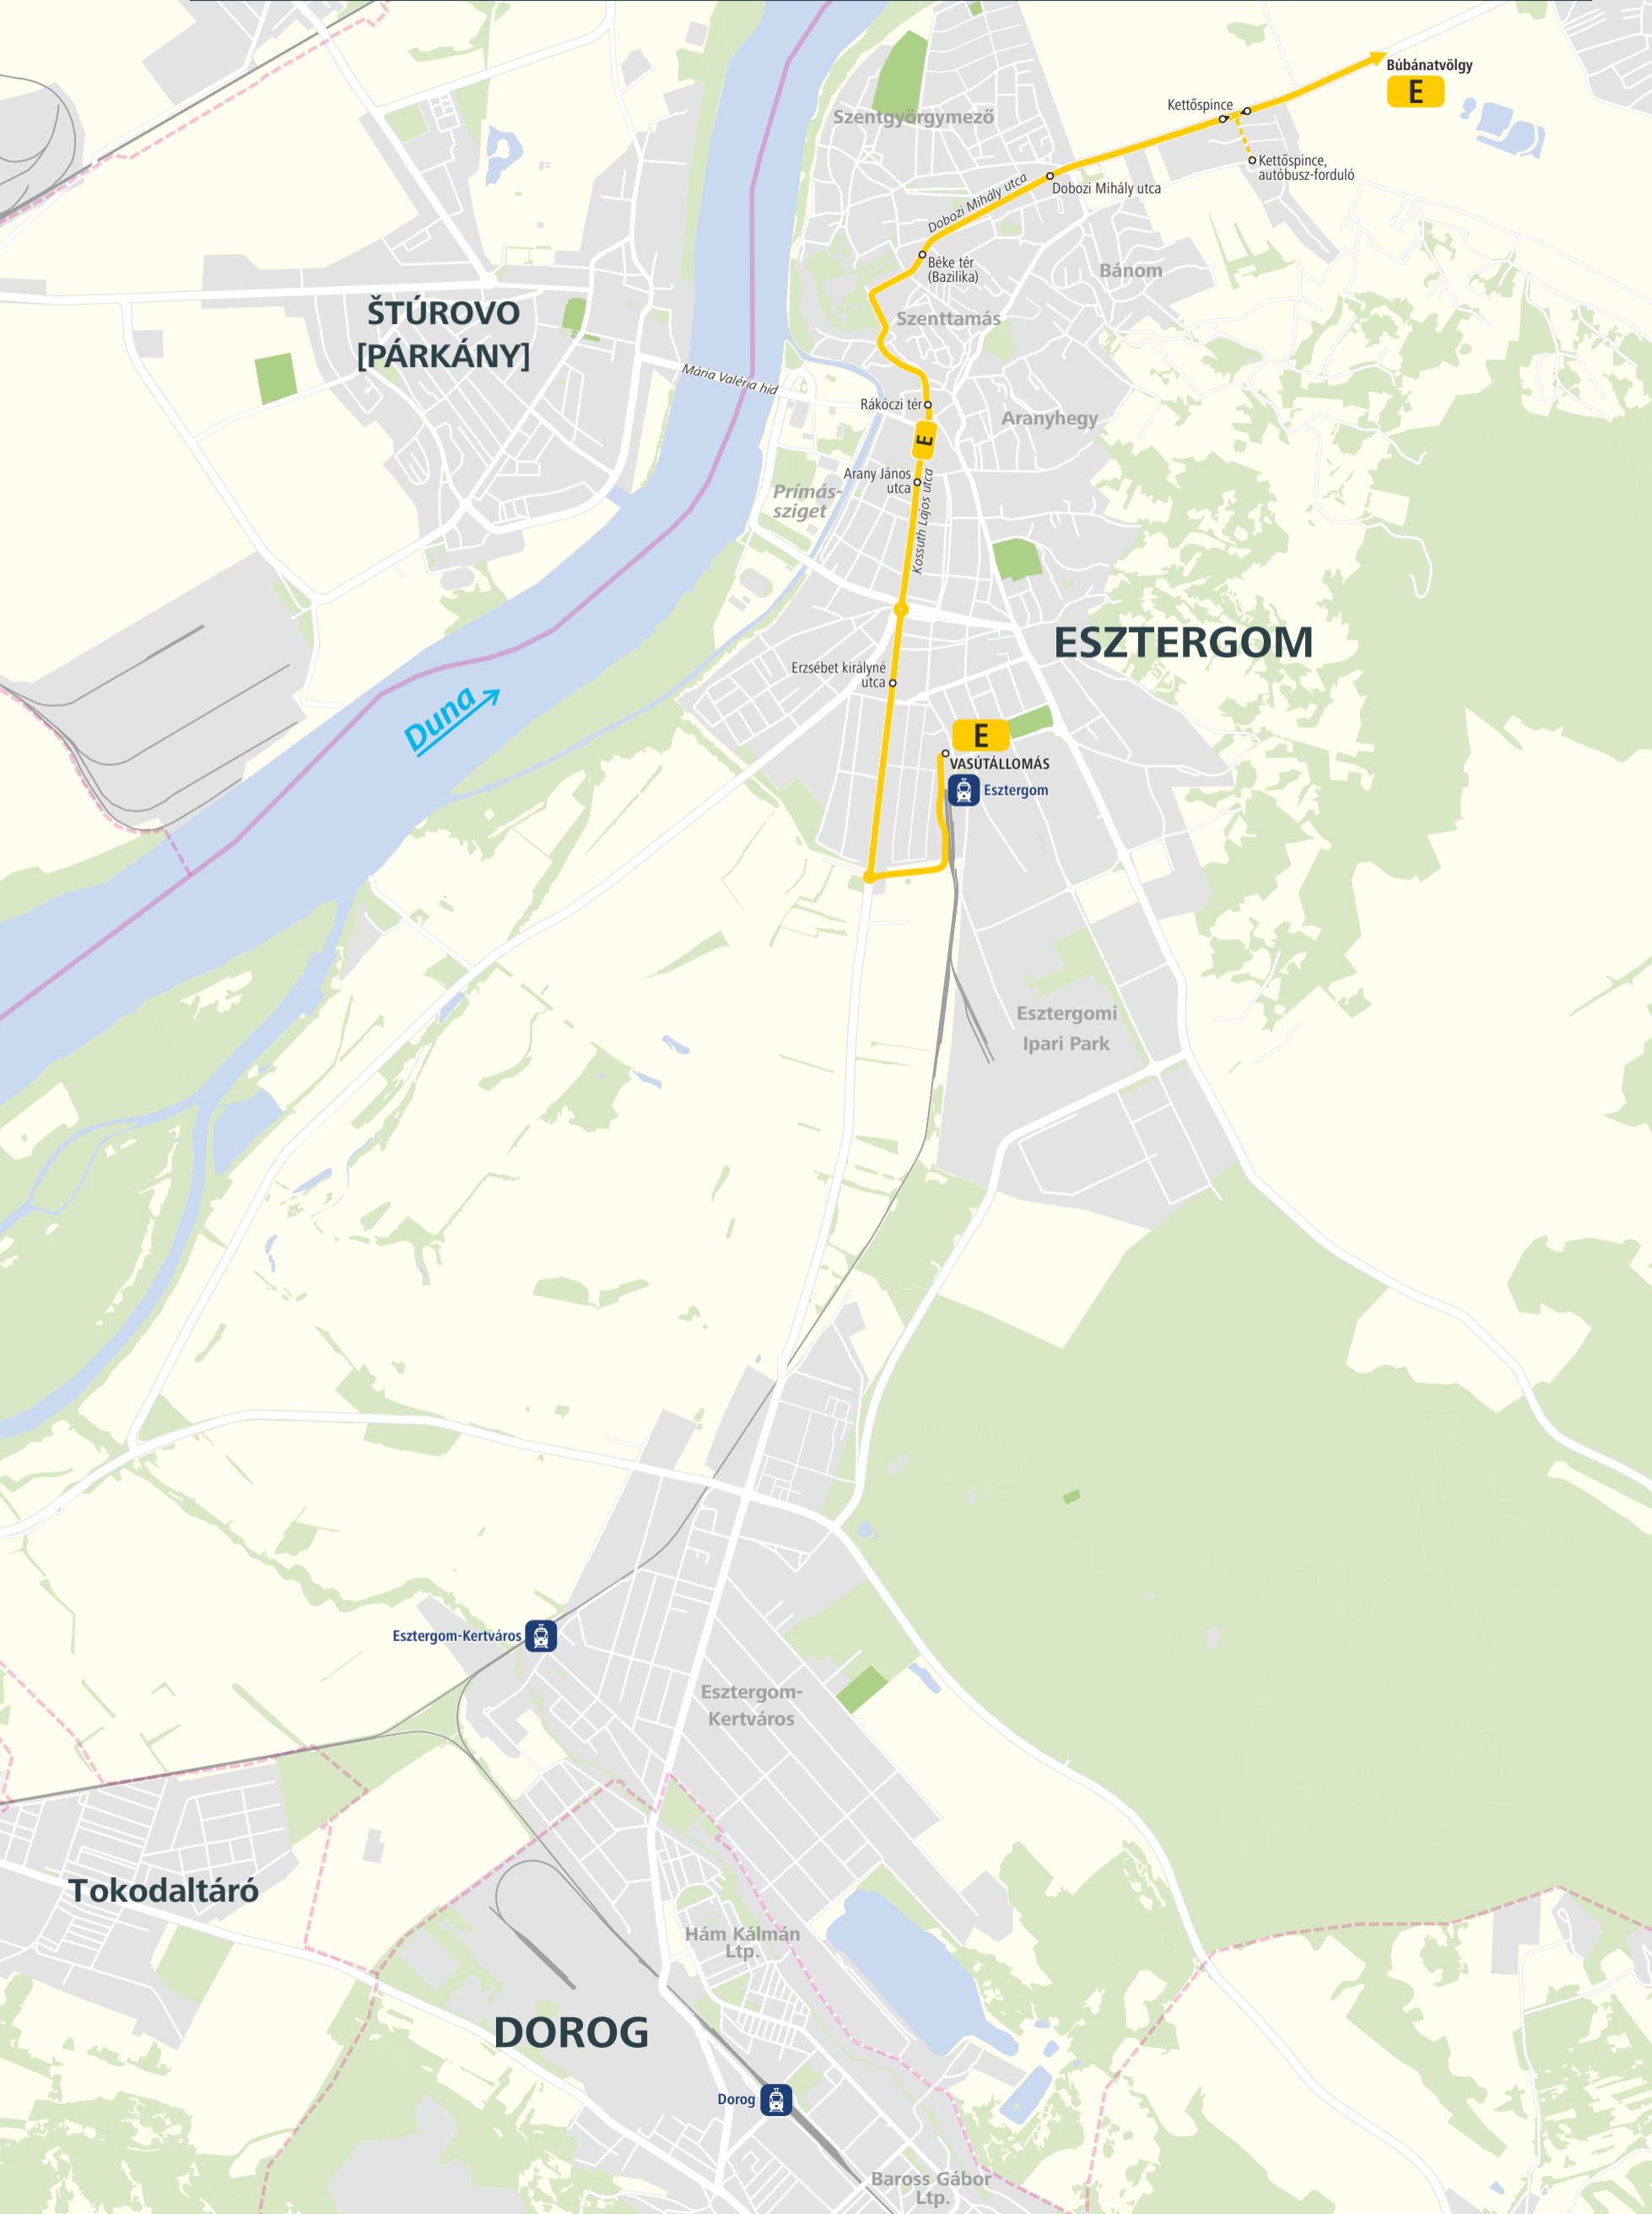 Búbánatvölgy
E
Kettőspince
Szentgyörgymező
Kettőspince,
autóbusz-forduló
Dobozi Mihály utca
Dobozi Mihály utca
Béke tér
(Bazilika)
Bánom
ŠTÚROVO
[PÁRKÁNY]
Szenttamás
Mária Valéria híd
Rákóczi tér
Aranyhegy
E
Arany János
utca
Kossuth Lajos utca
Prímás-
sziget
ESZTERGOM
Erzsébet királyné
utca
Duna
E
VASÚTÁLLOMÁS
Esztergom
Esztergomi
Ipari Park
Esztergom-Kertváros
Esztergom-
Kertváros
Tokodaltáró
Hám Kálmán
Ltp.
DOROG
Dorog
Baross Gábor
Ltp.